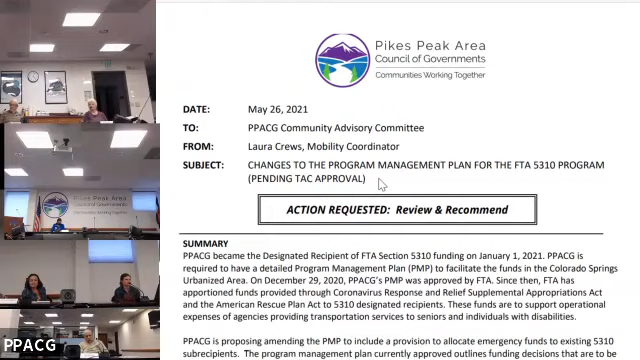 Pikes Peak Area
Council of Governments
Communities Working Together
DATE: May 26, 2021
TO: PPACG Community Advisory Committee
FROM: Laura Crews, Mobility Coordinator
SUBJECT: CHANGES TO THE PROGRAM MANAGEMENT PLAN FOR THE FTA 5310 PROGRAM
(PENDING TAC APPROVAL)
ACTION REQUESTED: Review & Recommend
SUMMARY
PPACG became the Designated Recipient of FTA Section 5310 funding on January 1, 2021. PPACG is
required to have a detailed Program Management Plan (PMP) to facilitate the funds in the Colorado Springs
Urbanized Area. On December 29, 2020, PPACG's PMP was approved by FTA. Since then, FTA has
apportioned funds provided through Coronavirus Response and Relief Supplemental Appropriations Act
and the American Rescue Plan Act to 5310 designated recipients. These funds are to support operational
expenses of agencies providing transportation services to seniors and individuals with disabilities.
PPACG is proposing amending the PMP to include a provision to allocate emergency funds to existing 5310
subrecipients. The program management plan currently approved outlines funding decisions that are to be
Pikes Peak Area
Council of Governments
PPACG